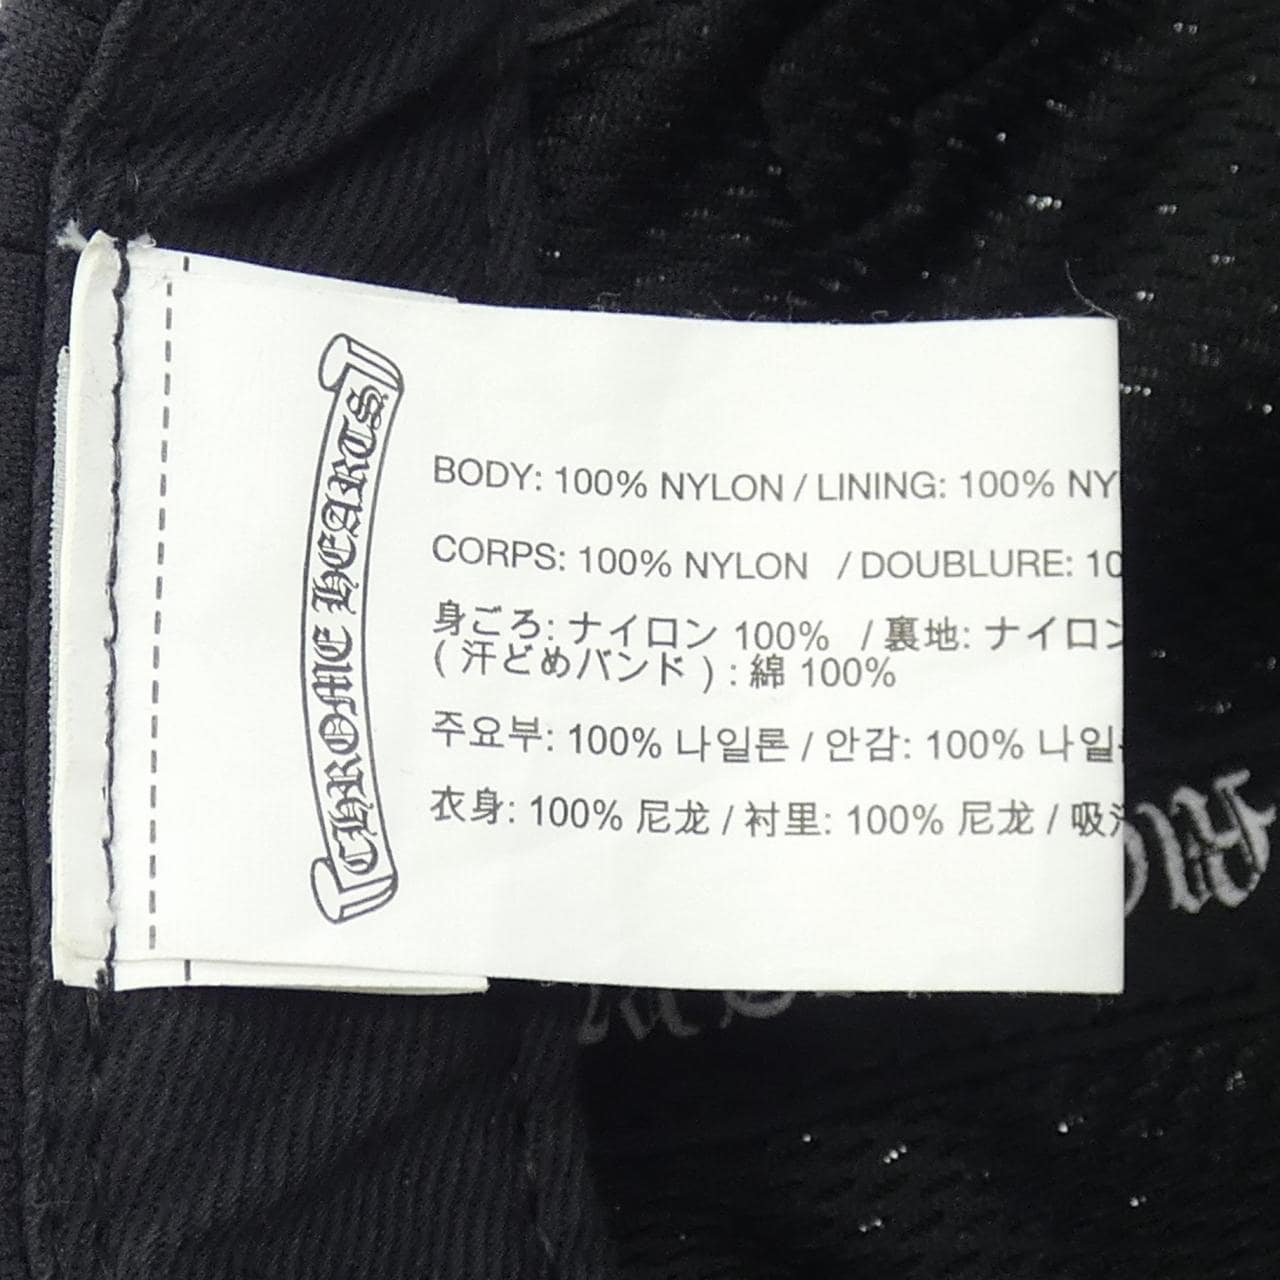 CHROME HEARTS
BODY: 100% NYLON / LINING: 100% NY
CORPS: 100% NYLON / DOUBLURE: 10
身ごろ: ナイロン 100% / 裏地: ナイロン
( 汗どめバンド ) : 綿 100%
주요부: 100% 나일론 / 안감: 100% 나일
衣身: 100% 尼龙 / 衬里: 100% 尼龙 / 吸